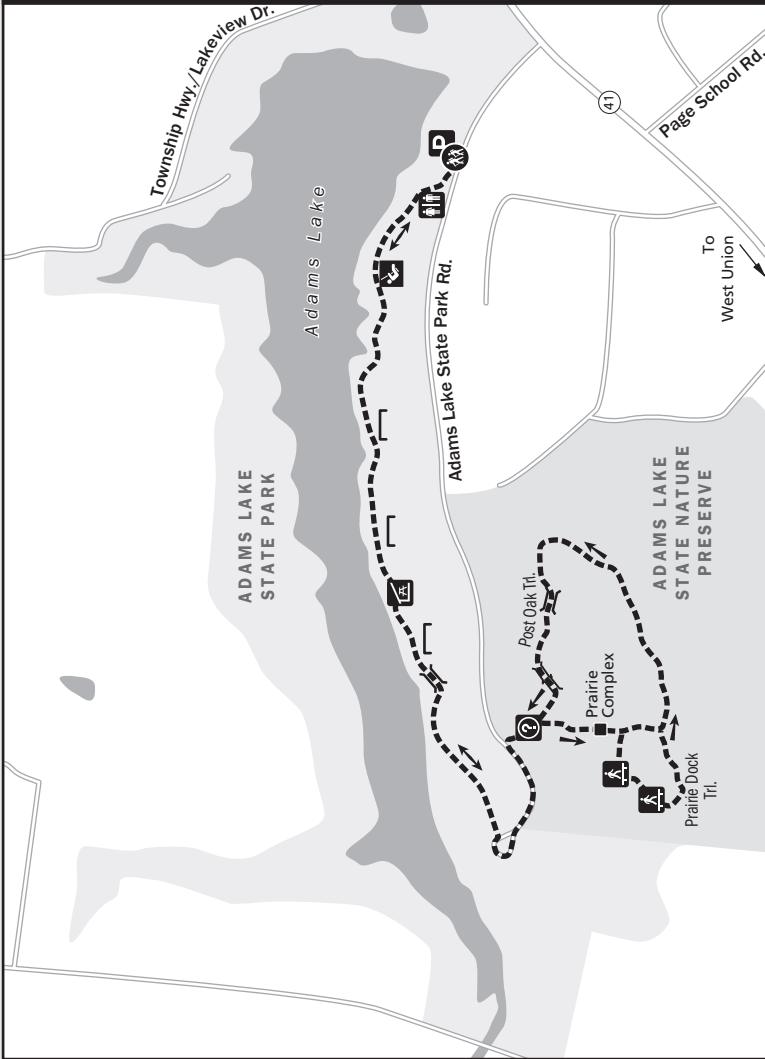 Township Hwy./Lakeview Dr.
Adams Lake
P
41
Page School Rd.
Adams Lake State Park Rd.
To
West Union
ADAMS LAKE
STATE PARK
ADAMS LAKE
STATE NATURE
PRESERVE
Post Oak Trl.
?
Prairie
Complex
Prairie Dock
Trl.